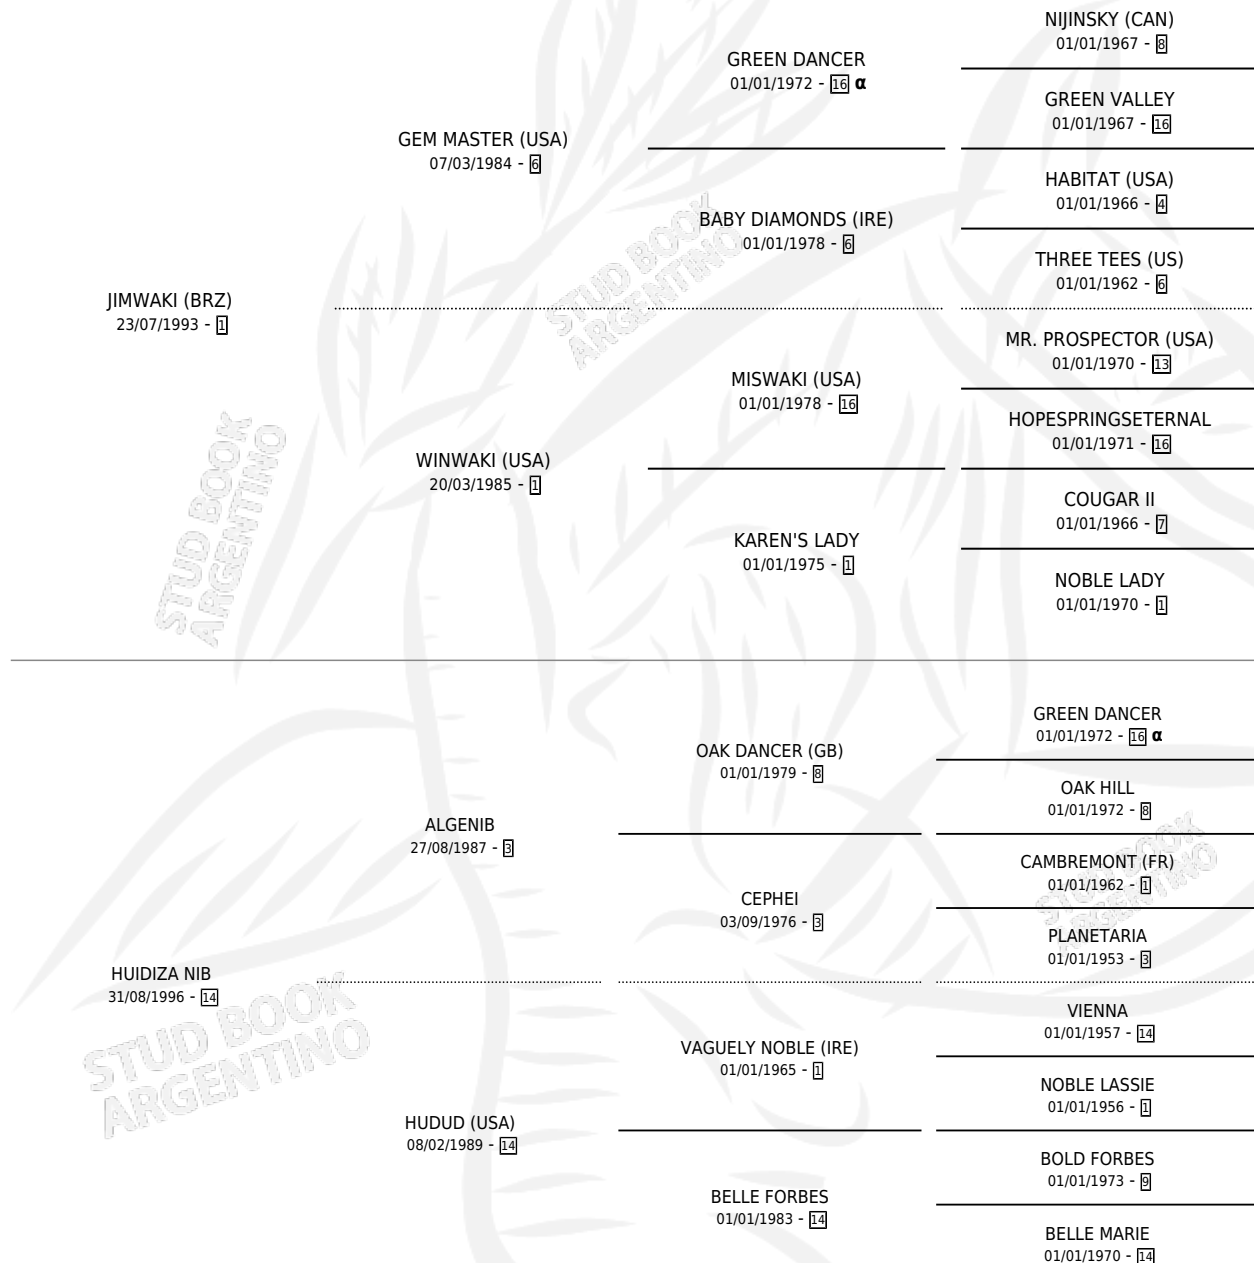 NIJINSKY (CAN)
01/01/1967 - 8
GREEN DANCER
01/01/1972 - 16 α
GREEN VALLEY
01/01/1967 - 16
GEM MASTER (USA)
07/03/1984 - 6
HABITAT (USA)
01/01/1966 - 4
BABY DIAMONDS (IRE)
01/01/1978 - 6
THREE TEES (US)
01/01/1962 - 6
JIMWAKI (BRZ)
23/07/1993 - 1
STUD BOOK
ARGENTINO
MR. PROSPECTOR (USA)
01/01/1970 - 13
MISWAKI (USA)
01/01/1978 - 16
HOPESPRINGSETERNAL
01/01/1971 - 16
WINWAKI (USA)
20/03/1985 - 1
STUD BOOK
ARGENTINO
COUGAR II
01/01/1966 - 7
KAREN'S LADY
01/01/1975 - 1
NOBLE LADY
01/01/1970 - 1
GREEN DANCER
01/01/1972 - 16 α
OAK DANCER (GB)
01/01/1979 - 8
OAK HILL
01/01/1972 - 8
ALGENIB
27/08/1987 - 3
CAMBREMONT (FR)
01/01/1962 - 1
STUD BOOK
ARGENTINO
CEPHEI
03/09/1976 - 3
PLANETARIA
01/01/1953 - 3
HUIDIZA NIB
31/08/1996 - 14
STUD BOOK
ARGENTINO
VIENNA
01/01/1957 - 14
VAGUELY NOBLE (IRE)
01/01/1965 - 1
NOBLE LASSIE
01/01/1956 - 1
HUDUD (USA)
08/02/1989 - 14
BOLD FORBES
01/01/1973 - 9
BELLE FORBES
01/01/1983 - 14
BELLE MARIE
01/01/1970 - 14